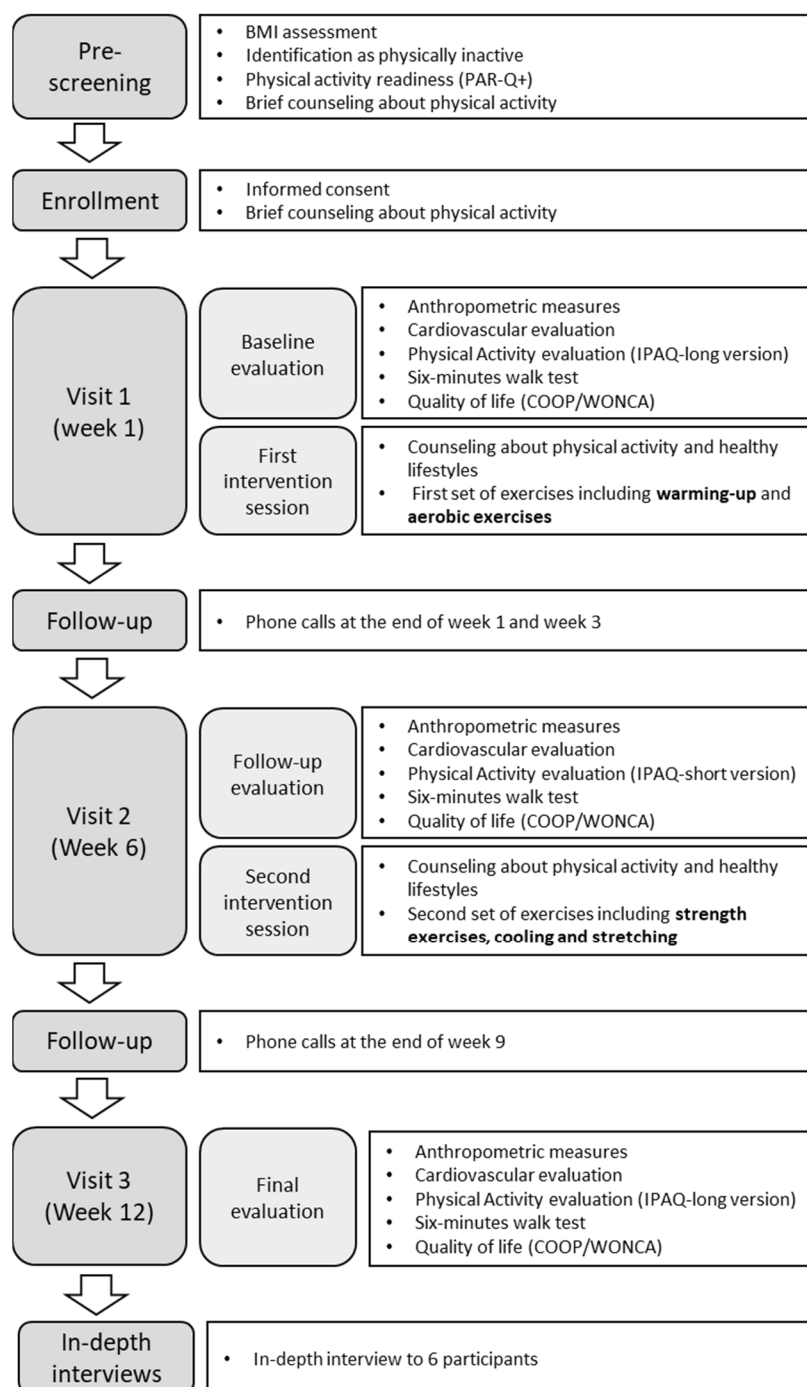 Pre-
screening
• BMI assessment
• Identification as physically inactive
• Physical activity readiness (PAR-Q+)
• Brief counseling about physical activity
Enrollment
• Informed consent
• Brief counseling about physical activity
Visit 1
(week 1)
Baseline
evaluation
• Anthropometric measures
• Cardiovascular evaluation
• Physical Activity evaluation (IPAQ-long version)
• Six-minutes walk test
• Quality of life (COOP/WONCA)
First
intervention
session
• Counseling about physical activity and healthy
lifestyles
• First set of exercises including warming-up and
aerobic exercises
Follow-up
• Phone calls at the end of week 1 and week 3
Visit 2
(Week 6)
Follow-up
evaluation
• Anthropometric measures
• Cardiovascular evaluation
• Physical Activity evaluation (IPAQ-short version)
• Six-minutes walk test
• Quality of life (COOP/WONCA)
Second
intervention
session
• Counseling about physical activity and healthy
lifestyles
• Second set of exercises including strength
exercises, cooling and stretching
Follow-up
• Phone calls at the end of week 9
Visit 3
(Week 12)
Final
evaluation
• Anthropometric measures
• Cardiovascular evaluation
• Physical Activity evaluation (IPAQ-long version)
• Six-minutes walk test
• Quality of life (COOP/WONCA)
In-depth
interviews
• In-depth interview to 6 participants